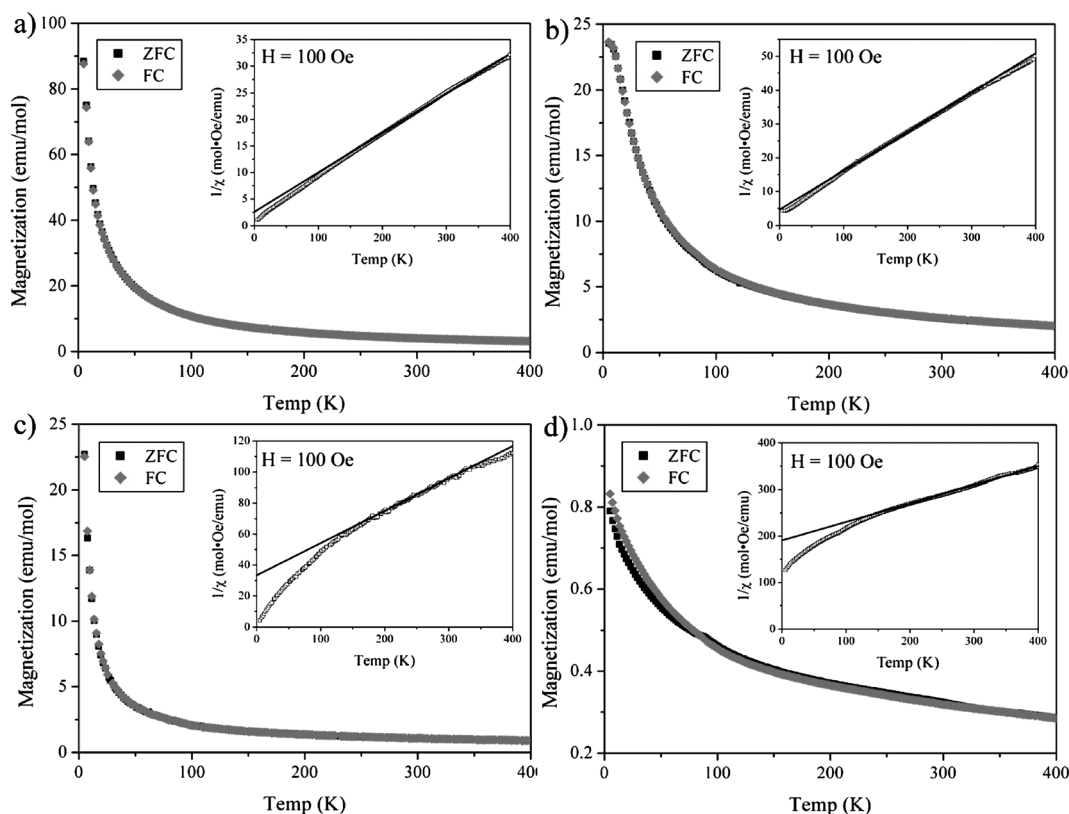 a)
100
80
60
40
20
0
Magnetization (emu/mol)
ZFC
FC
H = 100 Oe
35
30
25
20
15
10
5
0
1/χ (mol•Oe/emu)
0 100 200 300 400
Temp (K)
0 100 200 300 400
Temp (K)
b)
25
20
15
10
5
0
Magnetization (emu/mol)
ZFC
FC
H = 100 Oe
50
40
30
20
10
0
1/χ (mol•Oe/emu)
0 100 200 300 400
Temp (K)
0 100 200 300 400
Temp (K)
c)
25
20
15
10
5
0
Magnetization (emu/mol)
ZFC
FC
H = 100 Oe
120
100
80
60
40
20
0
1/χ (mol•Oe/emu)
0 100 200 300 400
Temp (K)
0 100 200 300 400
Temp (K)
d)
1.0
0.8
0.6
0.4
0.2
Magnetization (emu/mol)
ZFC
FC
H = 100 Oe
400
300
200
100
0
1/χ (mol•Oe/emu)
0 100 200 300 400
Temp (K)
0 100 200 300 400
Temp (K)